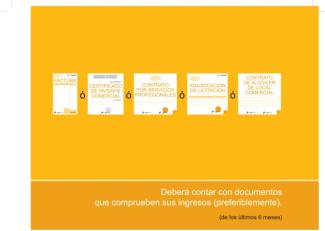 FACTURA
ó
CERTIFICADO
DE PATENTE
COMERCIAL
ó
CONTRATO
POR SERVICIOS
PROFESIONALES
ó
ADJUDICACIÓN
DE LICITACIÓN
ó
CONTRATO
DE ALQUILER
DE LOCAL
COMERCIAL
Deberá contar con documentos
que comprueben sus ingresos (preferiblemente).
(de los últimos 6 meses)